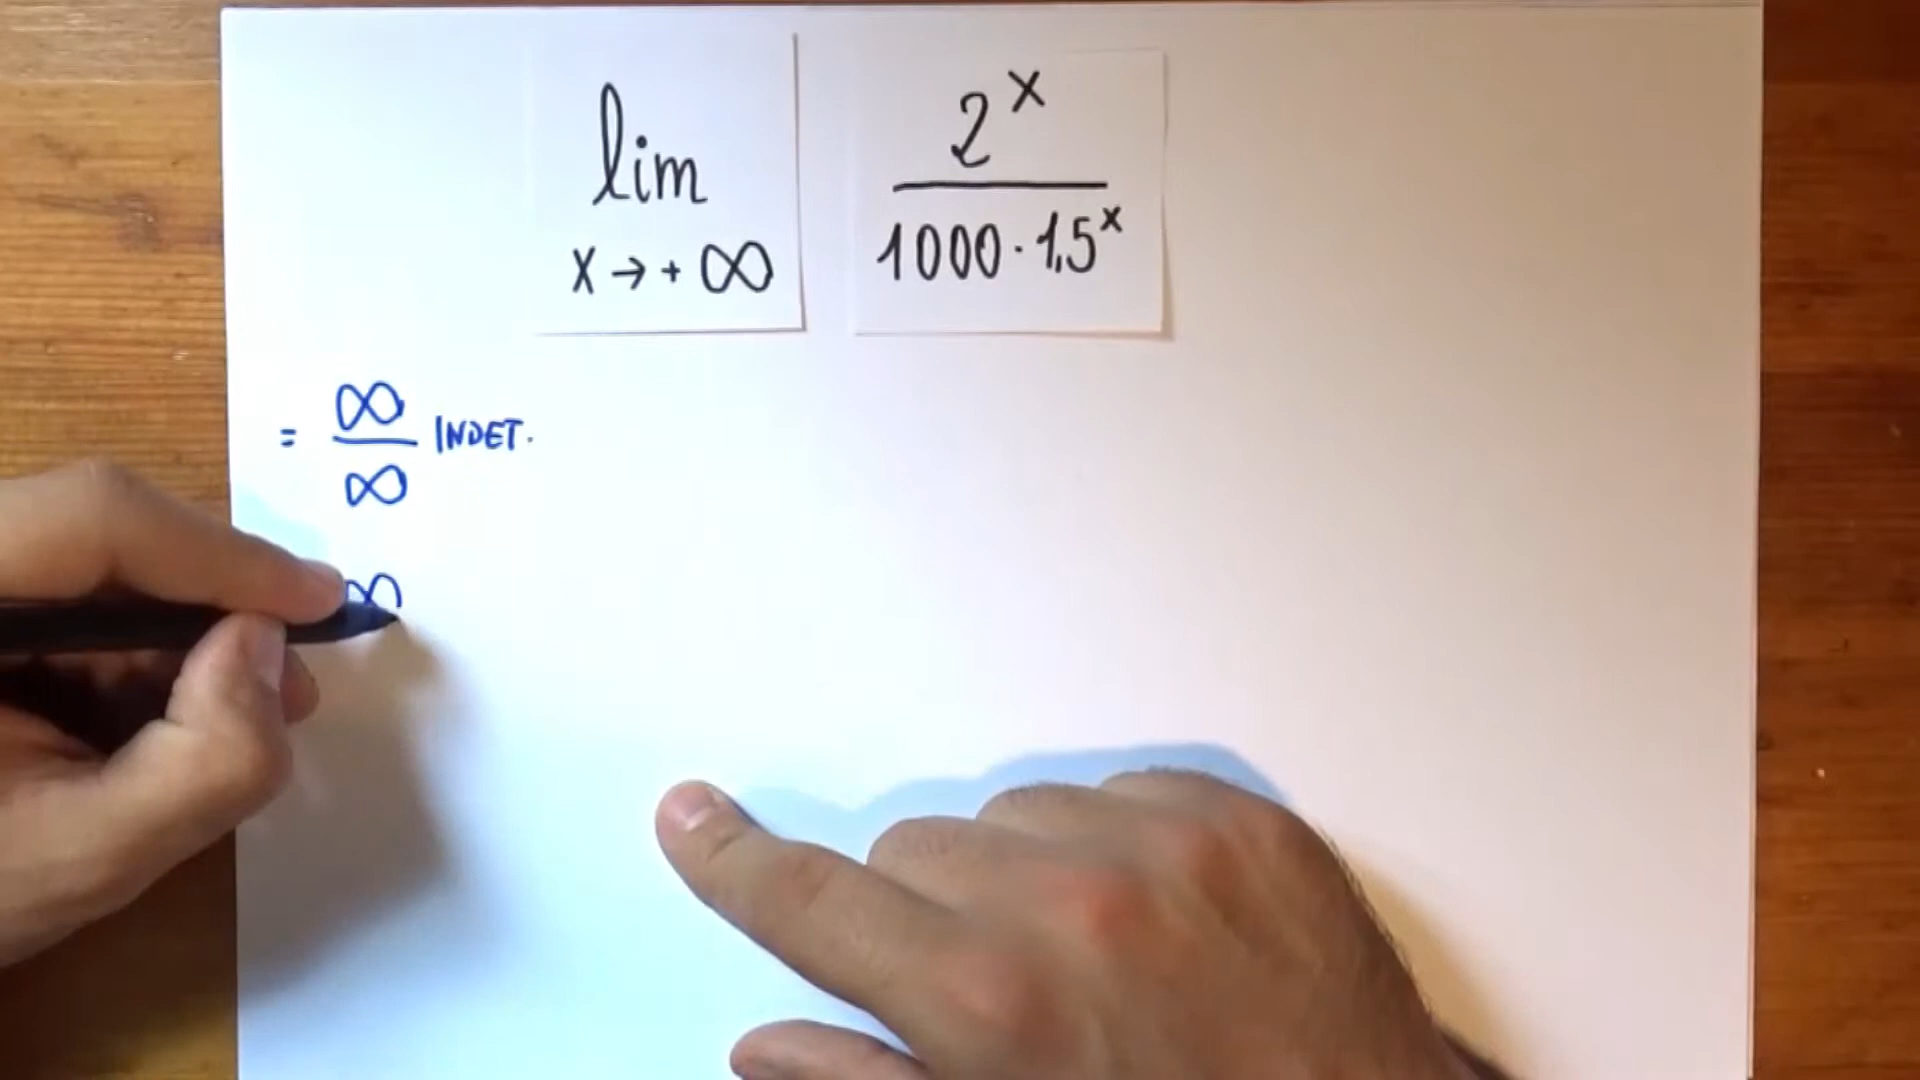 lim
x → + ∞
2^x
1000 · 1,5^x
= ∞/∞ INDET.
∞